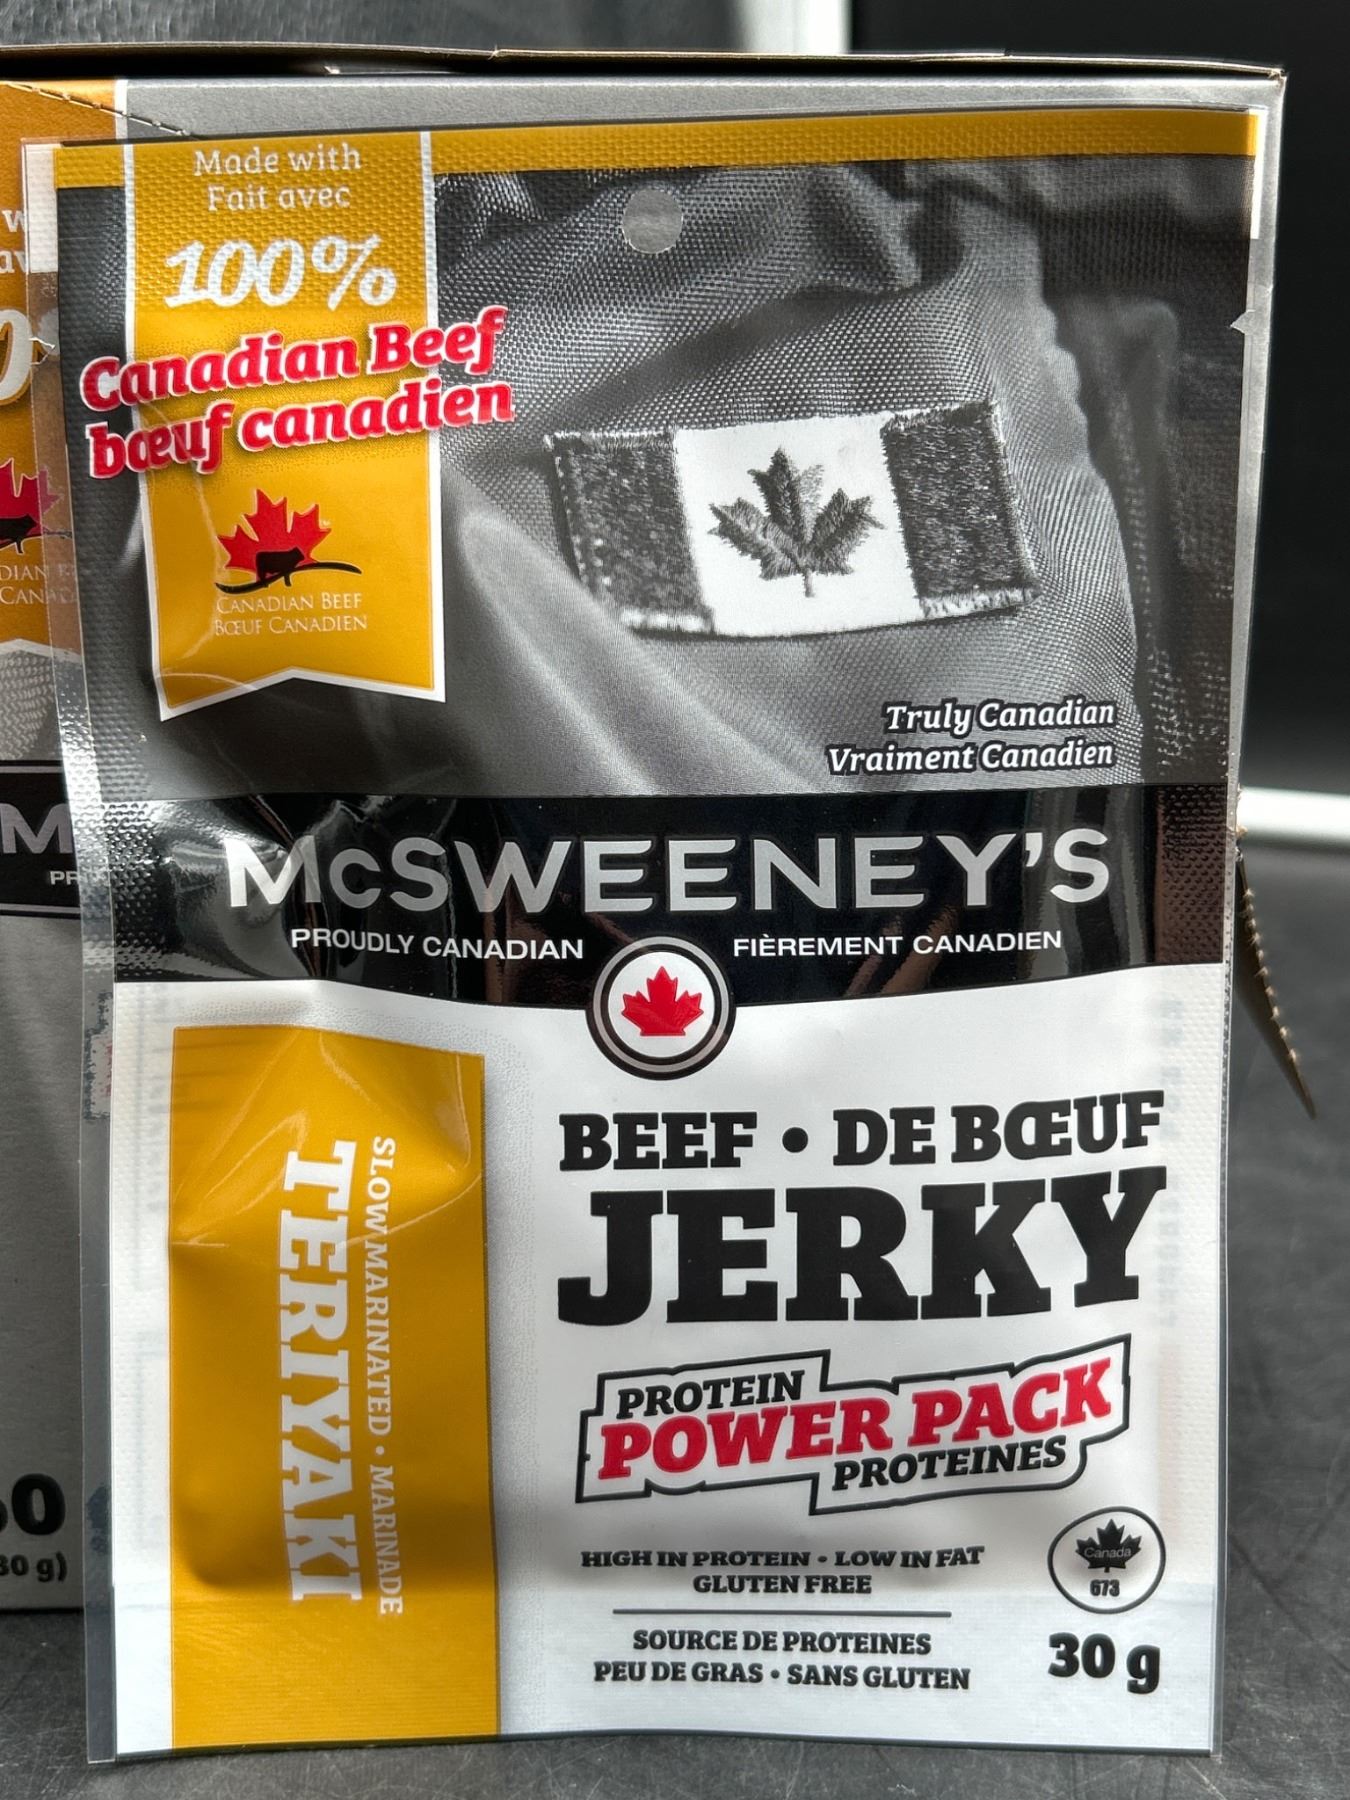 Made with
Fait avec
100%
Canadian Beef
bœuf canadien
CANADIAN BEEF
BŒUF CANADIEN
Truly Canadian
Vraiment Canadien
McSWEENEY'S
PROUDLY CANADIAN
FIÈREMENT CANADIEN
BEEF • DE BŒUF
JERKY
SLOW MARINATED • MARINADE
TERIYAKI
PROTEIN
POWER PACK
PROTEINES
HIGH IN PROTEIN • LOW IN FAT
GLUTEN FREE
SOURCE DE PROTEINES
PEU DE GRAS • SANS GLUTEN
Canada
673
30 g